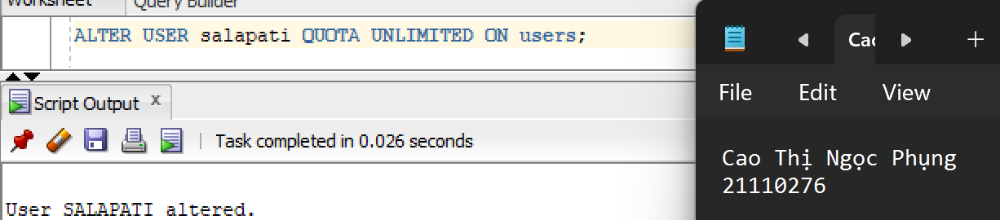 Worksheet Query Builder
ALTER USER salapati QUOTA UNLIMITED ON users;
Script Output x
Task completed in 0.026 seconds
User SALAPATI altered.
Cao
File Edit View
Cao Thị Ngọc Phụng
21110276